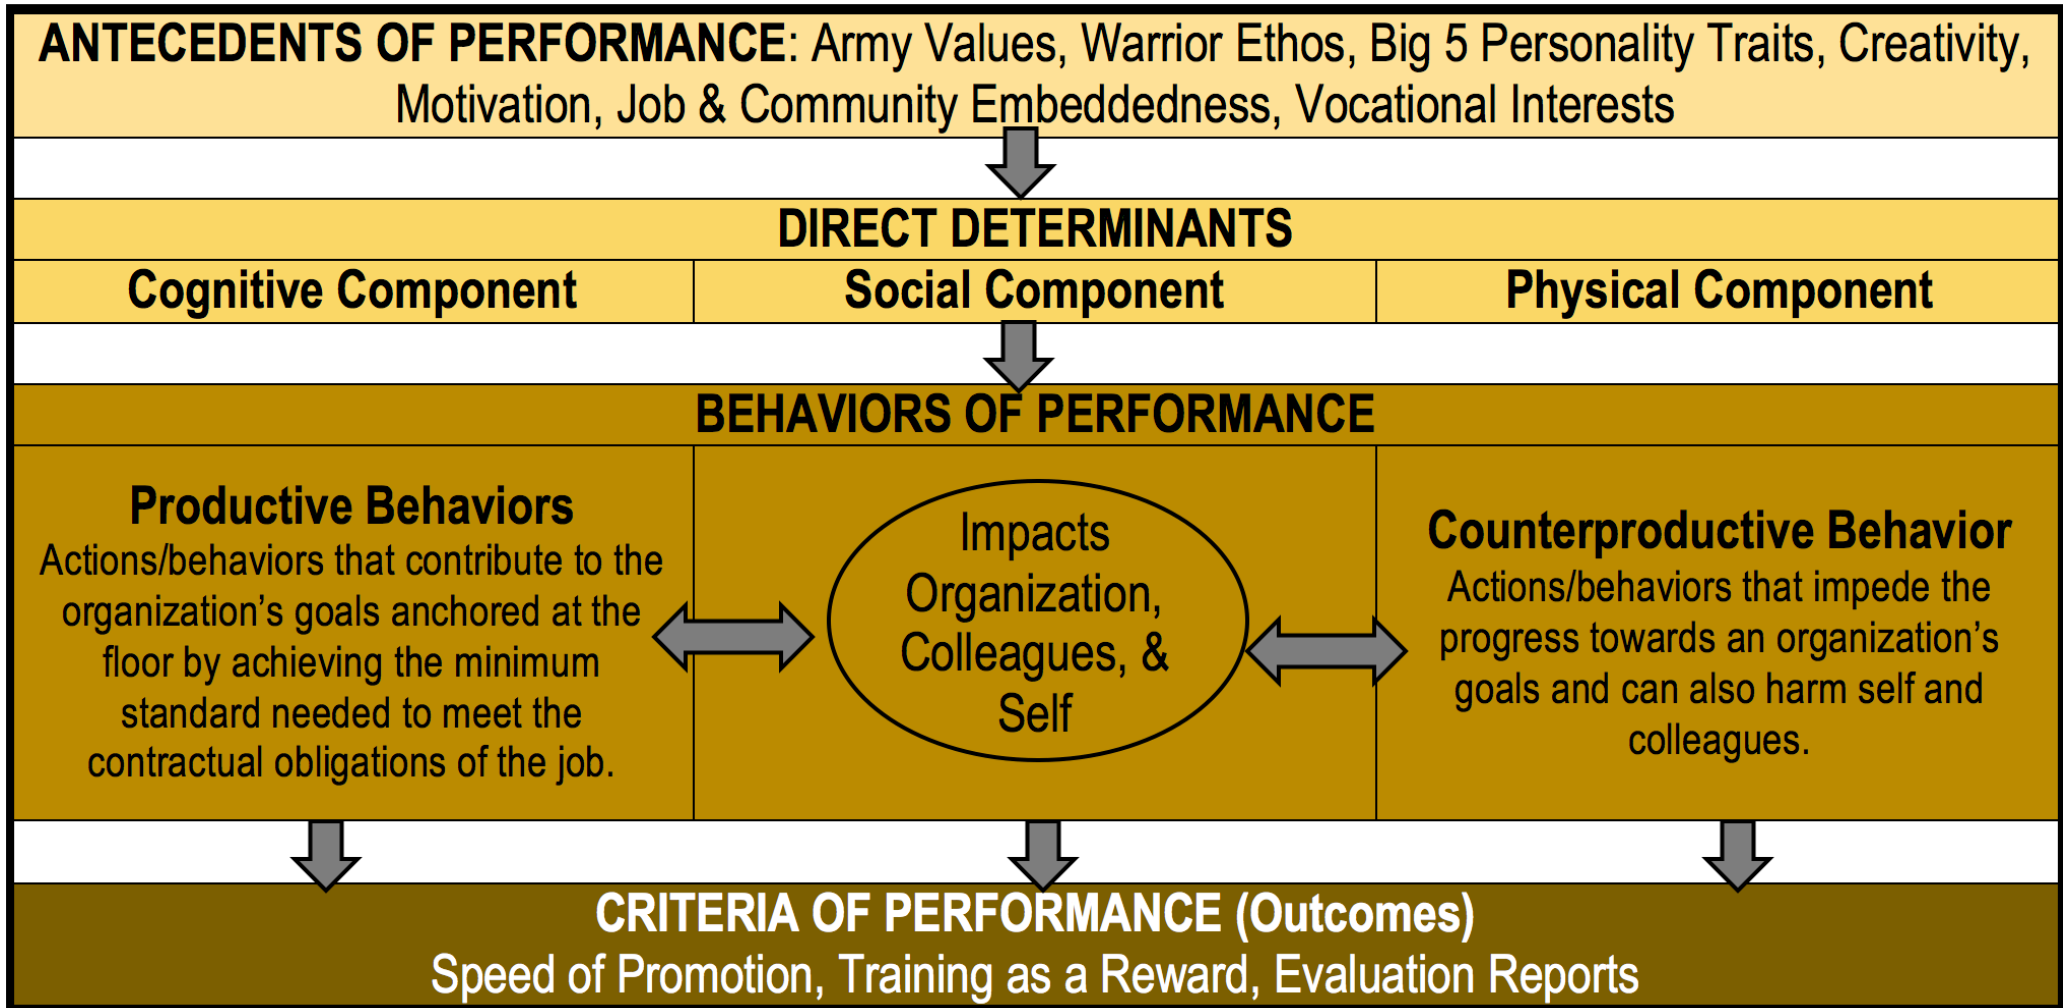 ANTECEDENTS OF PERFORMANCE: Army Values, Warrior Ethos, Big 5 Personality Traits, Creativity,
Motivation, Job & Community Embeddedness, Vocational Interests
DIRECT DETERMINANTS
Cognitive Component
Social Component
Physical Component
BEHAVIORS OF PERFORMANCE
Productive Behaviors
Actions/behaviors that contribute to the
organization’s goals anchored at the
floor by achieving the minimum
standard needed to meet the
contractual obligations of the job.
Impacts
Organization,
Colleagues, &
Self
Counterproductive Behavior
Actions/behaviors that impede the
progress towards an organization’s
goals and can also harm self and
colleagues.
CRITERIA OF PERFORMANCE (Outcomes)
Speed of Promotion, Training as a Reward, Evaluation Reports